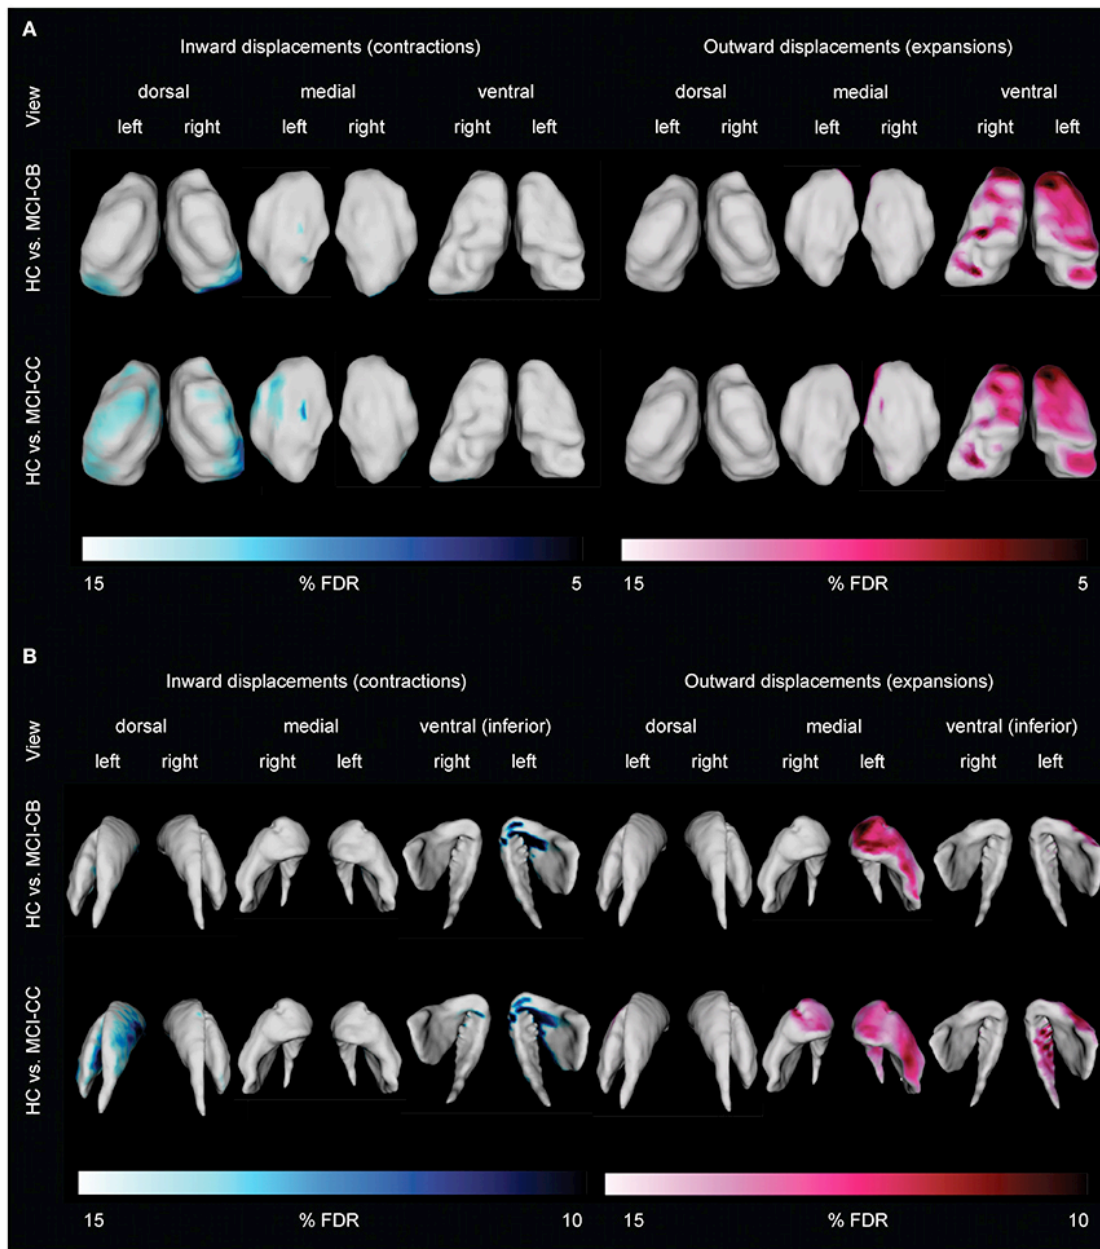 A
Inward displacements (contractions) Outward displacements (expansions)
View dorsal medial ventral dorsal medial ventral
left right left right right left left right left right right left
HC vs. MCI-CB
HC vs. MCI-CC
15 % FDR 5 15 % FDR 5
B
Inward displacements (contractions) Outward displacements (expansions)
View dorsal medial ventral (inferior) dorsal medial ventral (inferior)
left right right left right left left right right left right left
HC vs. MCI-CB
HC vs. MCI-CC
15 % FDR 10 15 % FDR 10